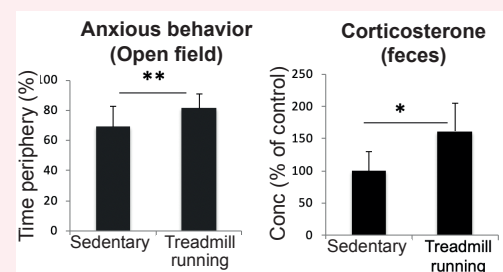 Anxious behavior
(Open field)
**
Time periphery (%)
100
80
60
40
20
0
Sedentary Treadmill
running
Corticosterone
(feces)
*
Conc (% of control)
250
200
150
100
50
0
Sedentary Treadmill
running